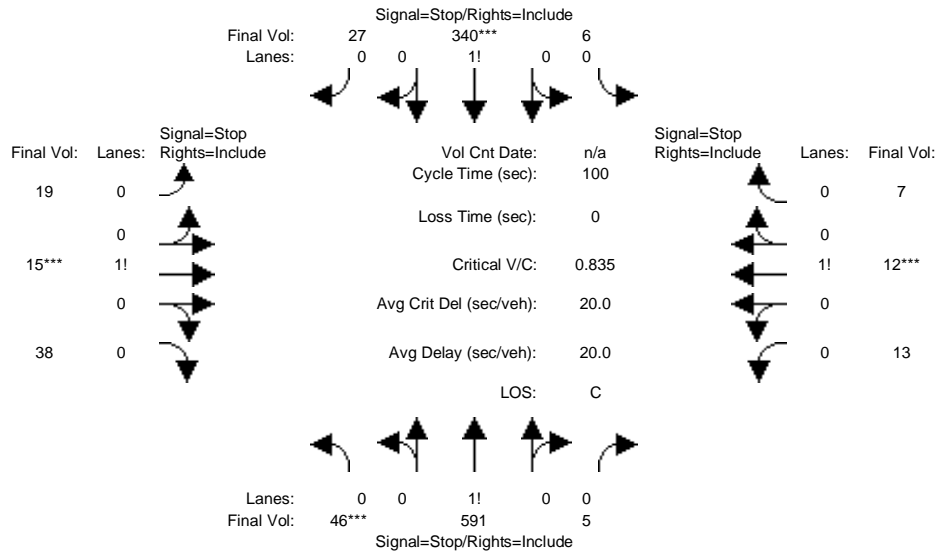 Signal=Stop/Rights=Include
Final Vol: 27 340*** 6
Lanes: 0 0 1! 0 0
Signal=Stop
Final Vol: Lanes: Rights=Include
Vol Cnt Date: n/a
Signal=Stop
Rights=Include Lanes: Final Vol:
Cycle Time (sec): 100
19 0
0 7
Loss Time (sec): 0
0
0
15*** 1!
Critical V/C: 0.835
1! 12***
0
Avg Crit Del (sec/veh): 20.0
0
38 0
Avg Delay (sec/veh): 20.0
0 13
LOS: C
Lanes: 0 0 1! 0 0
Final Vol: 46*** 591 5
Signal=Stop/Rights=Include